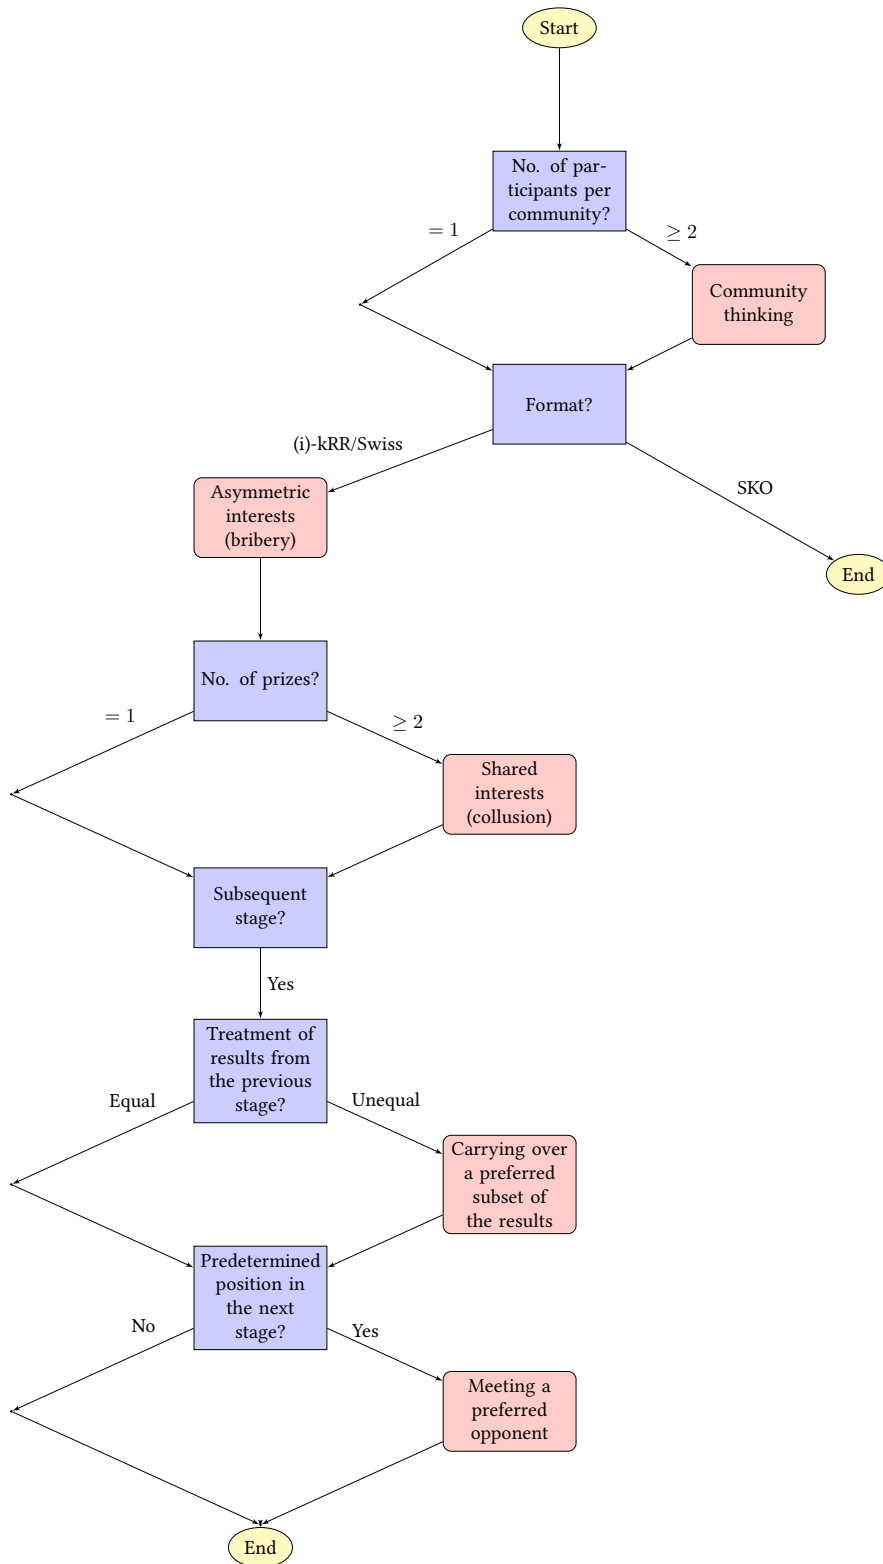 Start
No. of par-
ticipants per
community?
= 1
≥ 2
Community
thinking
Format?
(i)-kRR/Swiss
SKO
Asymmetric
interests
(bribery)
End
No. of prizes?
= 1
≥ 2
Shared
interests
(collusion)
Subsequent
stage?
Yes
Treatment of
results from
the previous
stage?
Equal
Unequal
Carrying over
a preferred
subset of
the results
Predetermined
position in
the next
stage?
No
Yes
Meeting a
preferred
opponent
End